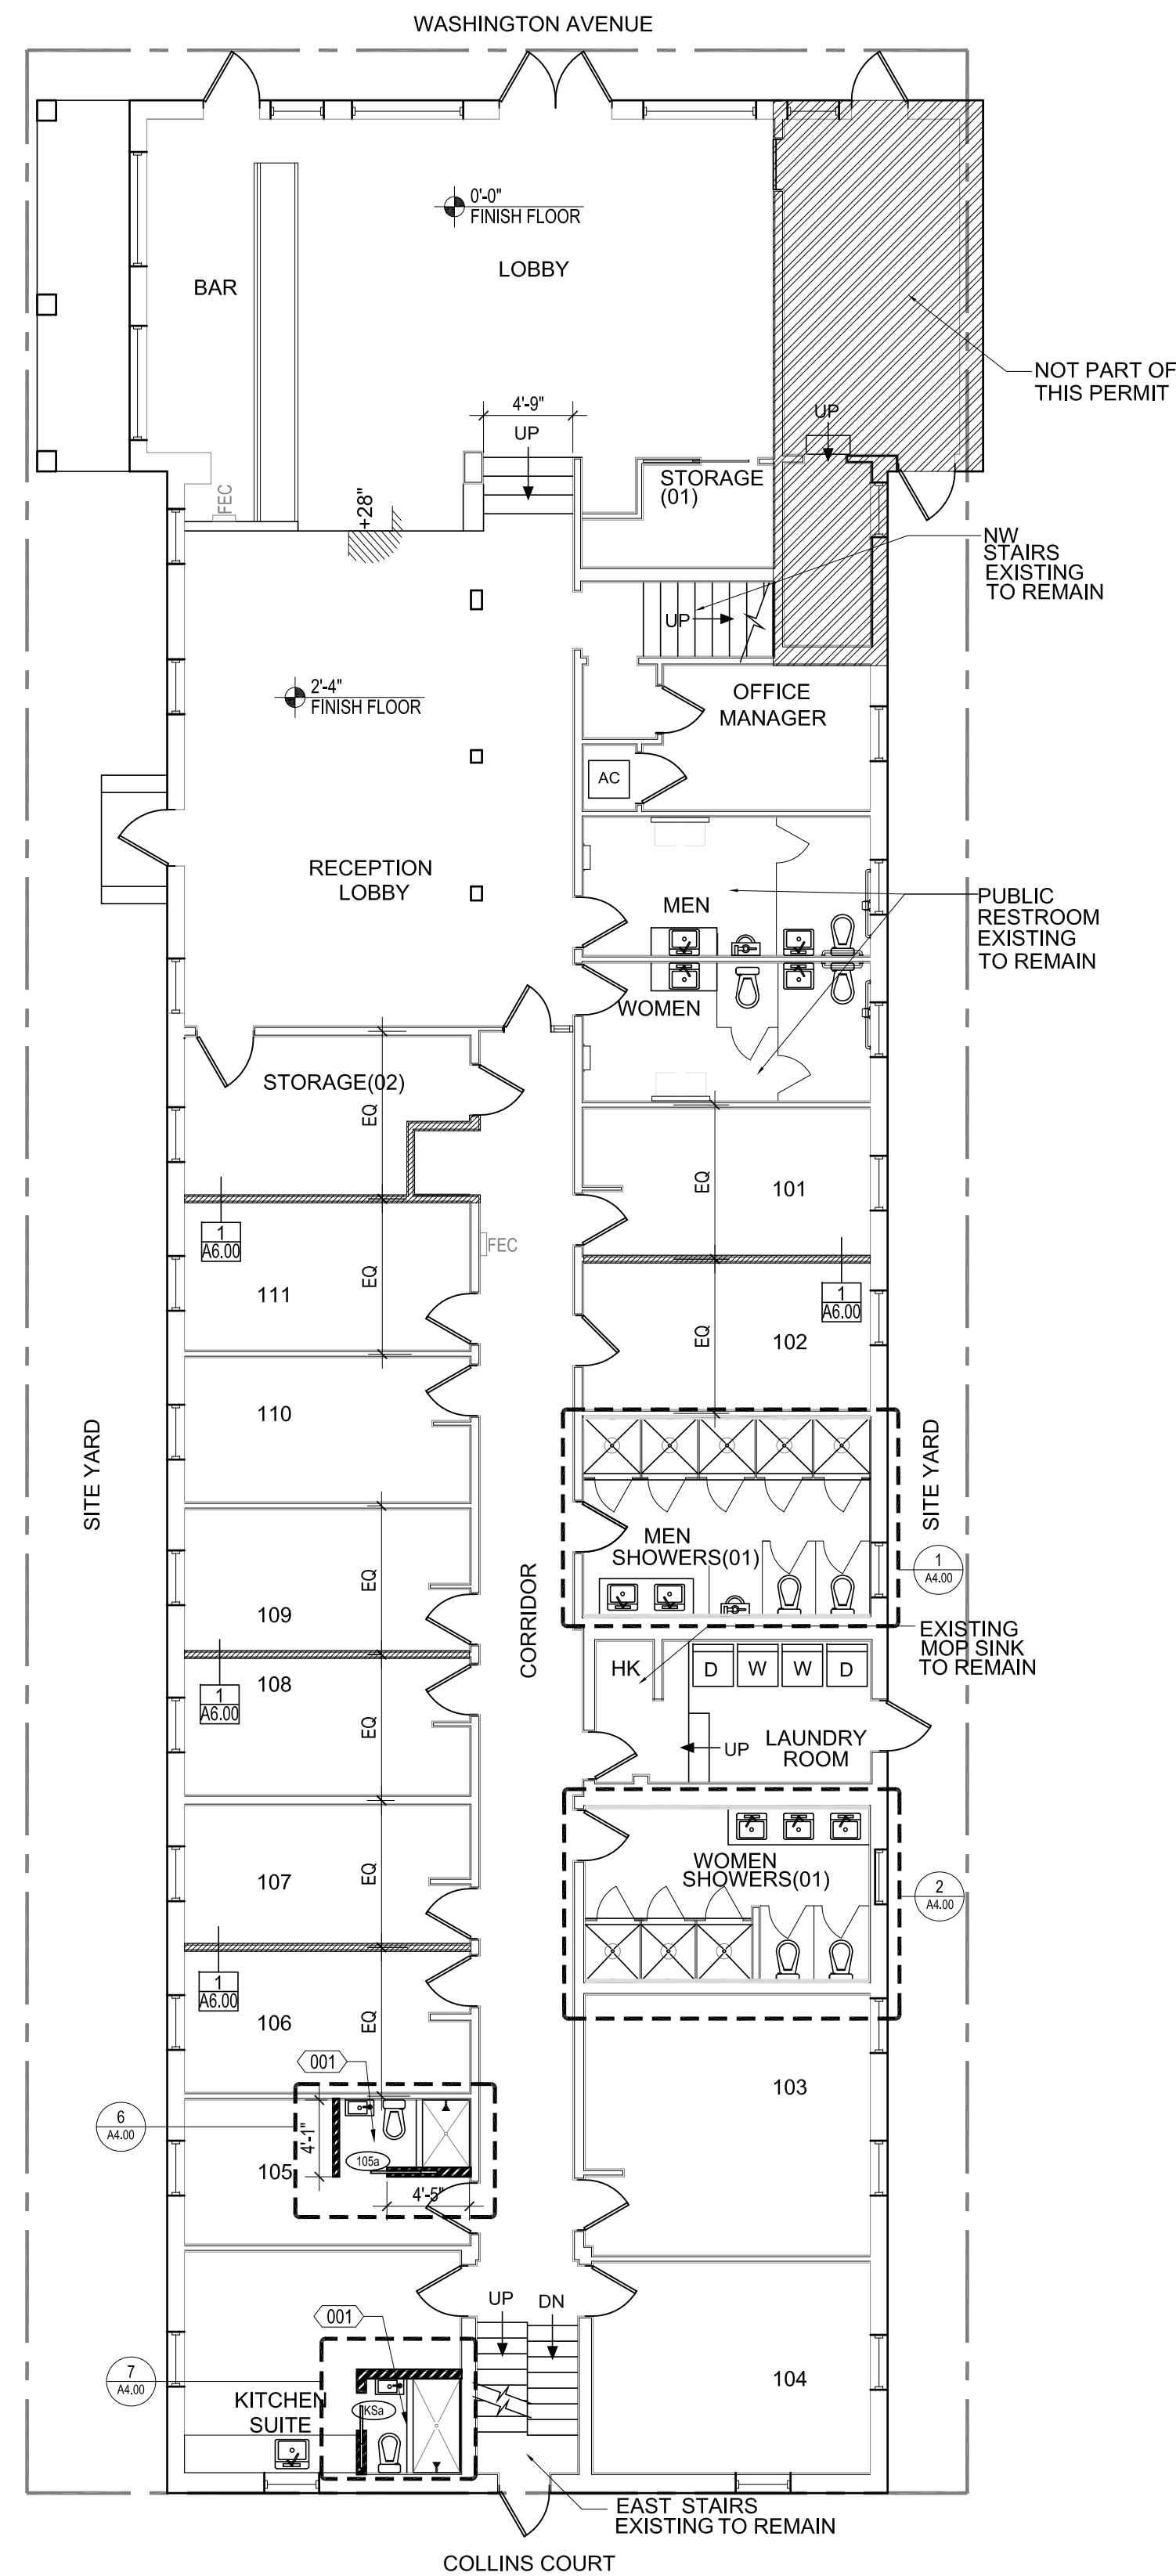 WASHINGTON AVENUE
0'-0"
FINISH FLOOR
LOBBY
BAR
NOT PART OF
THIS PERMIT
4'-9"
UP
UP
STORAGE
(01)
FEC
+28"
NW
STAIRS
EXISTING
TO REMAIN
UP
2'-4"
FINISH FLOOR
OFFICE
MANAGER
AC
RECEPTION
LOBBY
MEN
PUBLIC
RESTROOM
EXISTING
TO REMAIN
WOMEN
STORAGE(02)
EQ
EQ
101
1
A6.00
FEC
EQ
111
1
A6.00
EQ
102
110
SITE YARD
SITE YARD
MEN
SHOWERS(01)
1
A4.00
CORRIDOR
EQ
109
EXISTING
MOP SINK
TO REMAIN
HK
D
W
W
D
108
1
A6.00
EQ
UP
LAUNDRY
ROOM
WOMEN
SHOWERS(01)
107
EQ
2
A4.00
1
A6.00
106
EQ
001
103
6
A4.00
4'-1"
105a
105
4'-5"
UP
DN
001
7
A4.00
104
KITCHEN
SUITE
KSa
EAST STAIRS
EXISTING TO REMAIN
COLLINS COURT